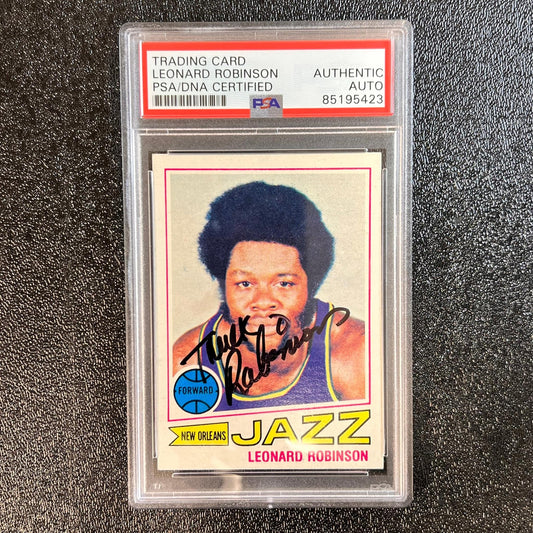 TRADING CARD
LEONARD ROBINSON AUTHENTIC
PSA/DNA CERTIFIED AUTO
PSA 85195423
Truck
Robinson
FORWARD
NEW ORLEANS JAZZ
LEONARD ROBINSON